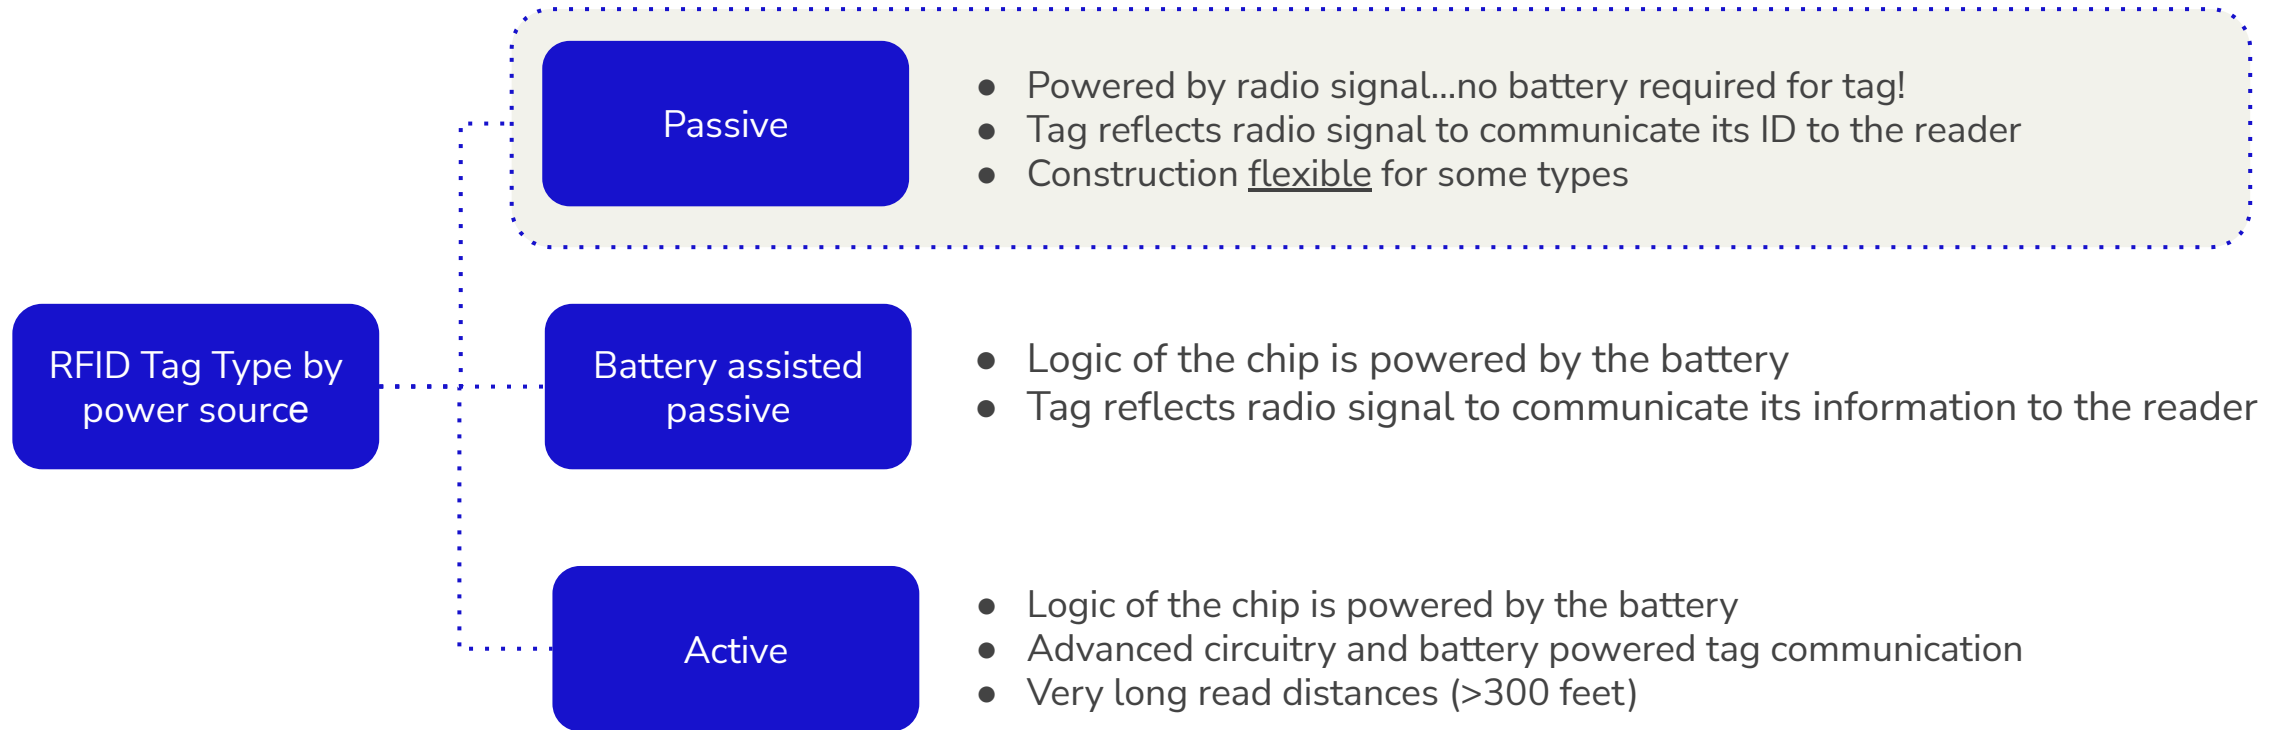 Passive
● Powered by radio signal...no battery required for tag!
● Tag reflects radio signal to communicate its ID to the reader
● Construction flexible for some types
RFID Tag Type by
power source
Battery assisted
passive
● Logic of the chip is powered by the battery
● Tag reflects radio signal to communicate its information to the reader
Active
● Logic of the chip is powered by the battery
● Advanced circuitry and battery powered tag communication
● Very long read distances (>300 feet)